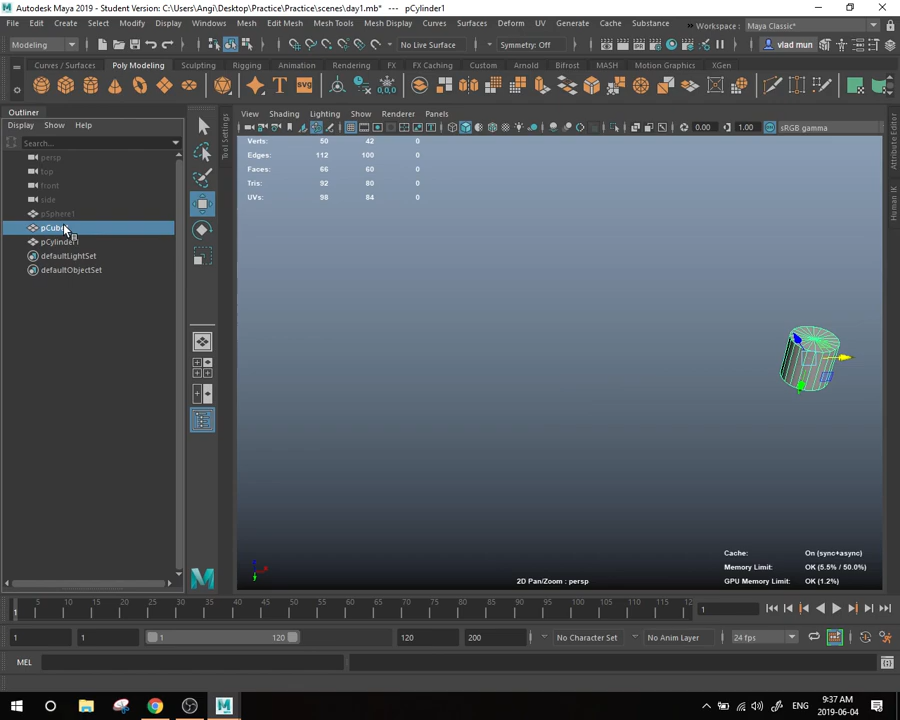 Autodesk Maya 2019 - Student Version: C:\Users\Angi\Desktop\Practice\Practice\scenes\day1.mb* --- pCylinder1
File Edit Create Select Modify Display Windows Mesh Edit Mesh Mesh Tools Mesh Display Curves Surfaces Deform UV Generate Cache Substance Workspace : Maya Classic*
Modeling No Live Surface Symmetry: Off vlad mun
Curves / Surfaces Poly Modeling Sculpting Rigging Animation Rendering FX FX Caching Custom Arnold Bifrost MASH Motion Graphics XGen
Outliner
Display Show Help
Search...
persp
top
front
side
pSphere1
pCube
pCylinder1
defaultLightSet
defaultObjectSet
Tool Settings
View Shading Lighting Show Renderer Panels
0.00 1.00 sRGB gamma
Verts: 50 42 0
Edges: 112 100 0
Faces: 66 60 0
Tris: 92 80 0
UVs: 98 84 0
Attribute Editor
Human IK
Cache: On (sync+async)
Memory Limit: OK (5.5% / 50.0%)
GPU Memory Limit: OK (1.2%)
2D Pan/Zoom : persp
1 5 10 15 20 25 30 35 40 45 50 55 60 65 70 75 80 85 90 95 100 105 110 115 12 1
1 1 1 120 120 200 No Character Set No Anim Layer 24 fps
MEL
ENG 9:37 AM
2019-06-04